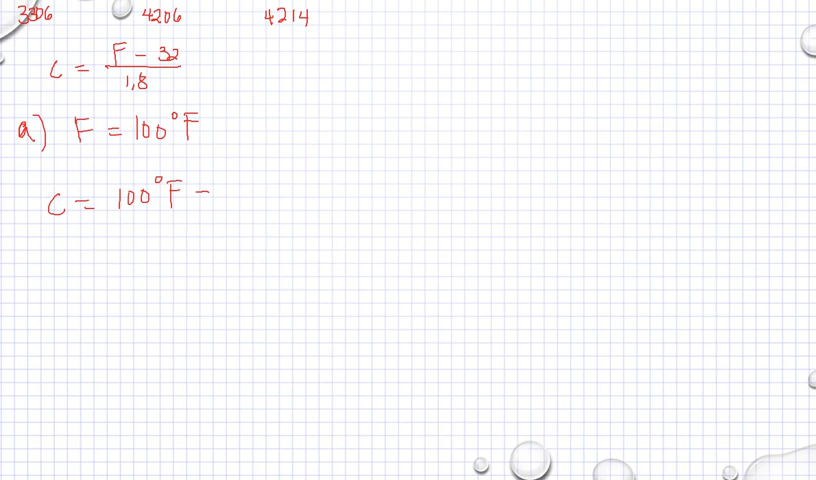 3306 4206 4214
C = F - 32
1,8
a) F = 100°F
C = 100°F -